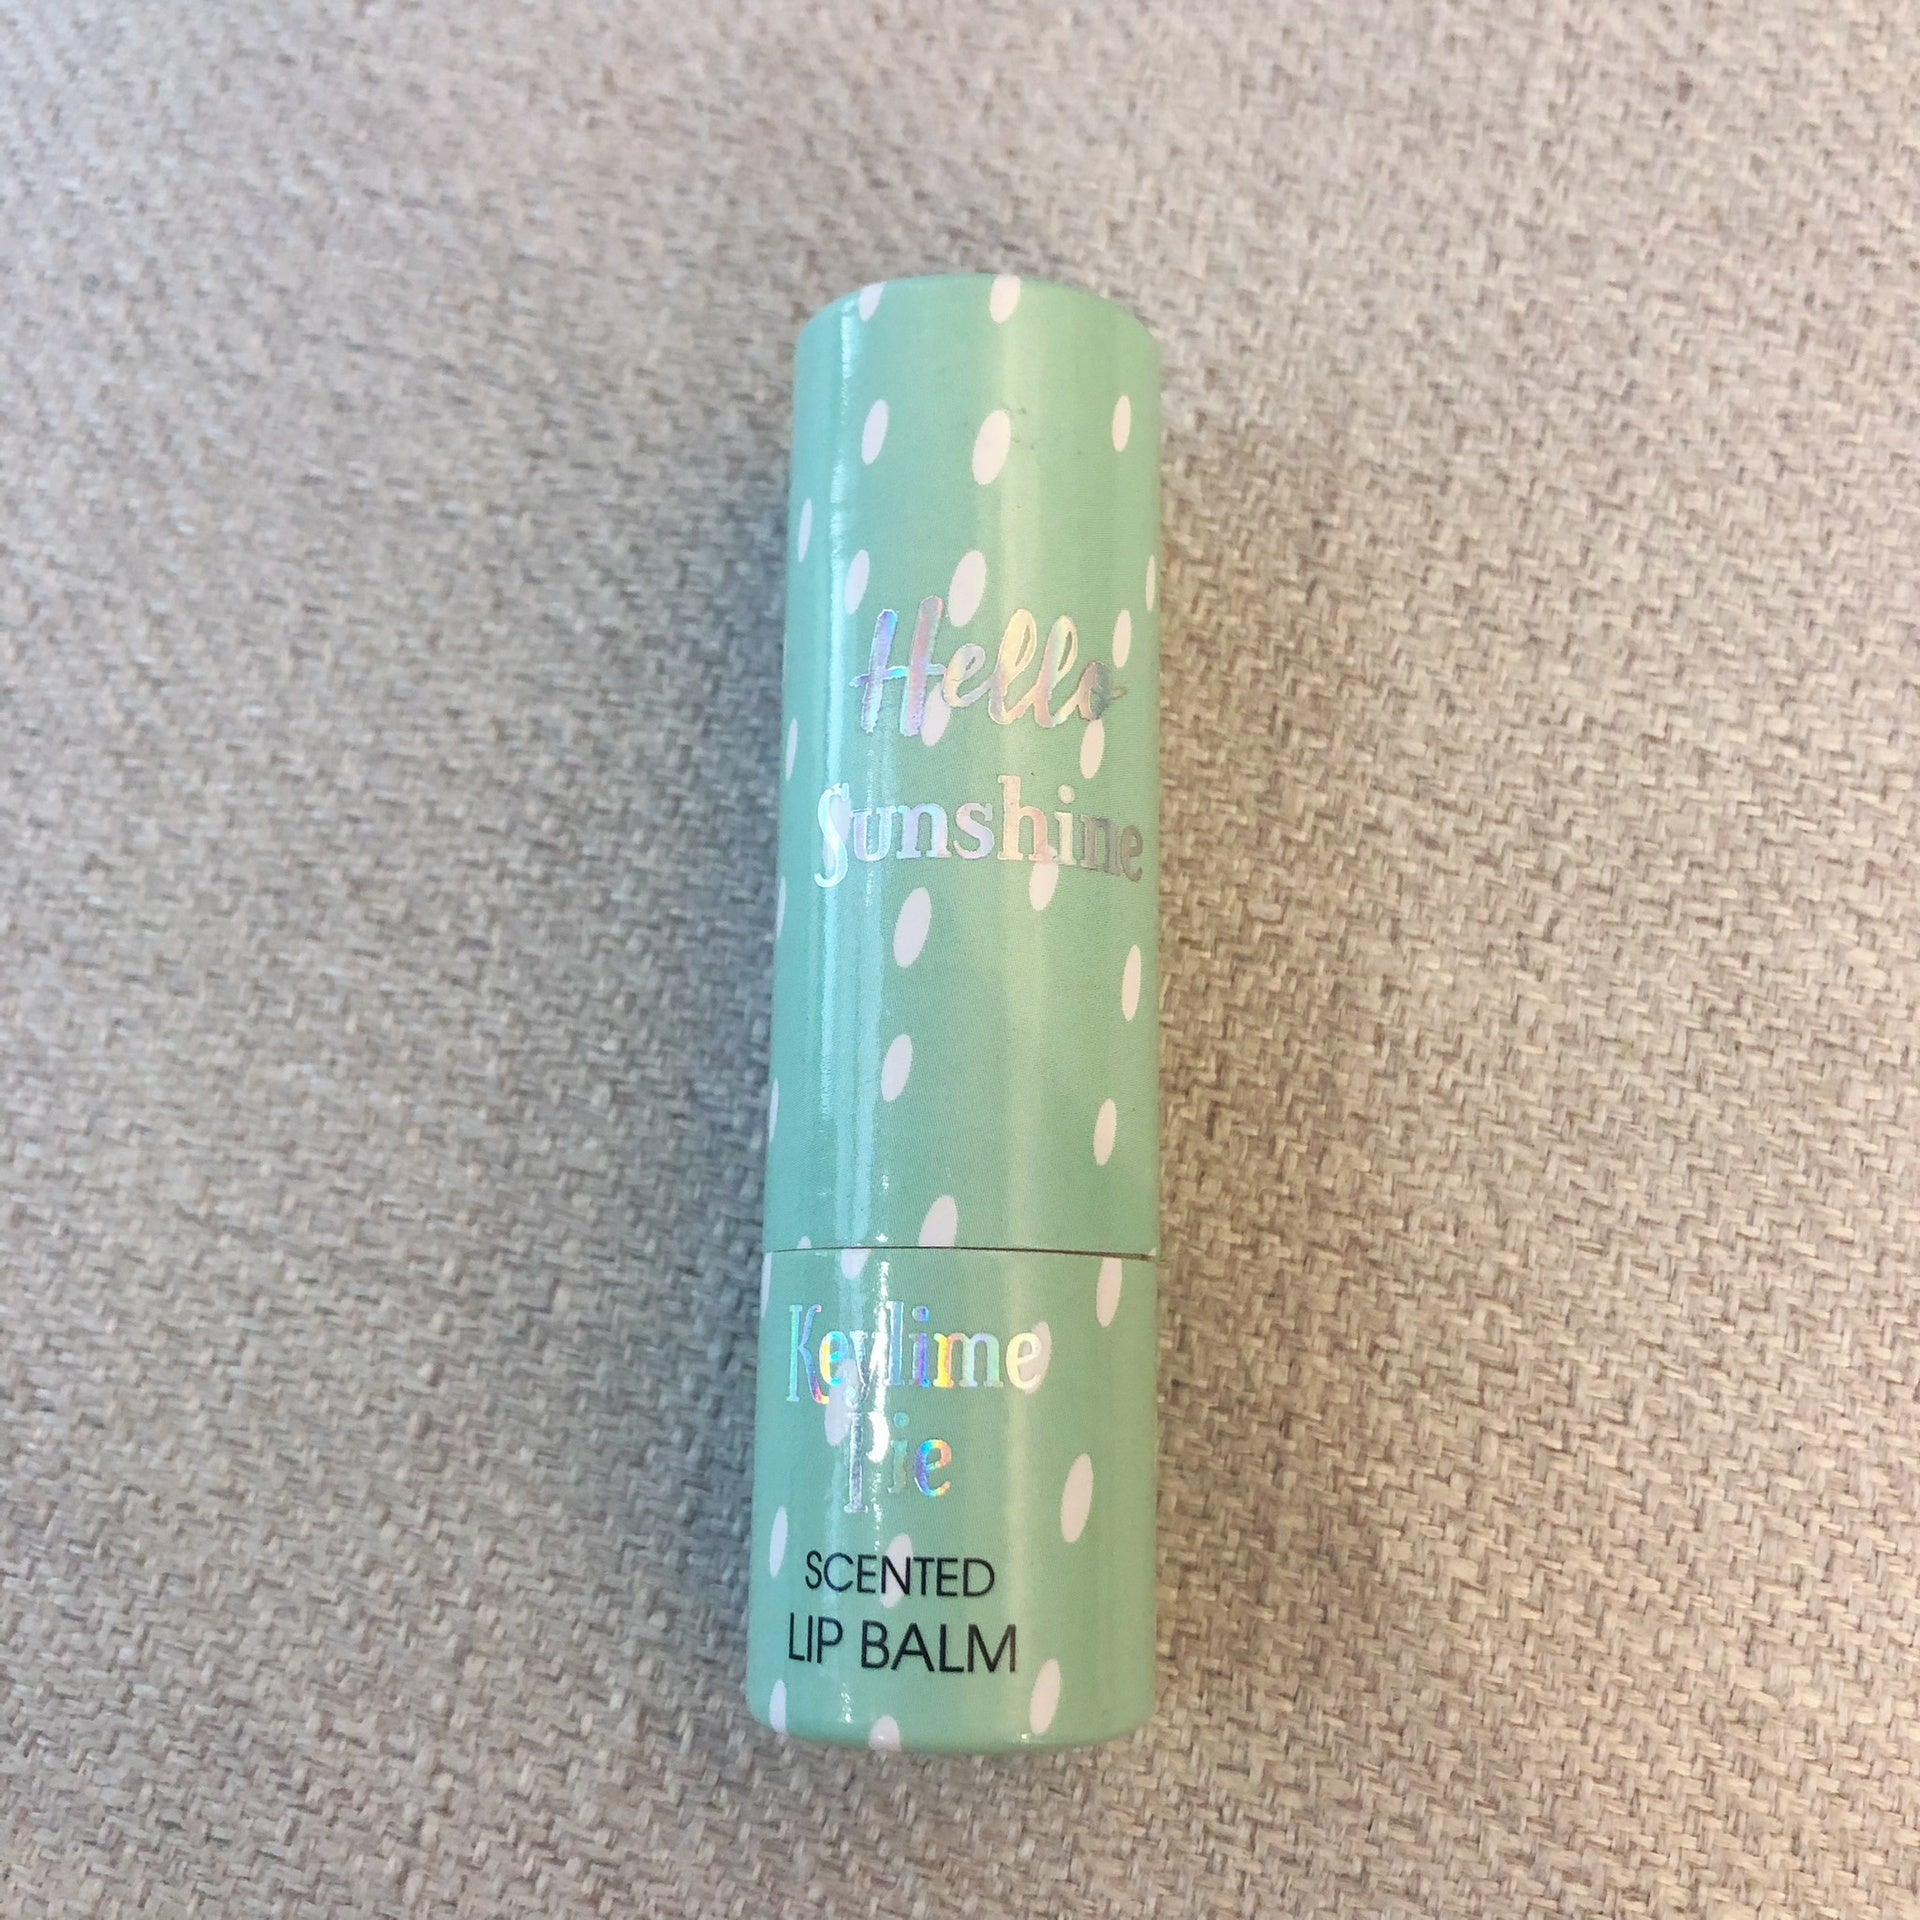 Hello
Sunshine
Keylime
Pie
SCENTED
LIP BALM